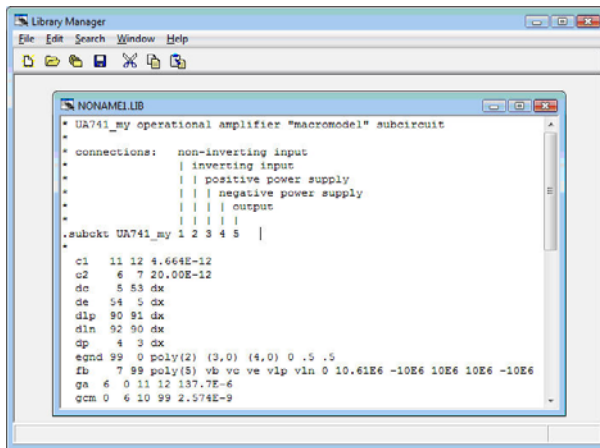 Library Manager
File Edit Search Window Help
NONAME1.LIB
* UA741_my operational amplifier "macromodel" subcircuit
*
* connections:   non-inverting input
*                | inverting input
*                | | positive power supply
*                | | | negative power supply
*                | | | | output
*                | | | | |
.subckt UA741_my 1 2 3 4 5
*
c1   11 12 4.664E-12
c2    6  7 20.00E-12
dc    5 53 dx
de   54  5 dx
dlp  90 91 dx
dln  92 90 dx
dp    4  3 dx
egnd 99  0 poly(2) (3,0) (4,0) 0 .5 .5
fb    7 99 poly(5) vb vc ve vlp vln 0 10.61E6 -10E6 10E6 10E6 -10E6
ga  6  0 11 12 137.7E-6
gcm 0  6 10 99 2.574E-9